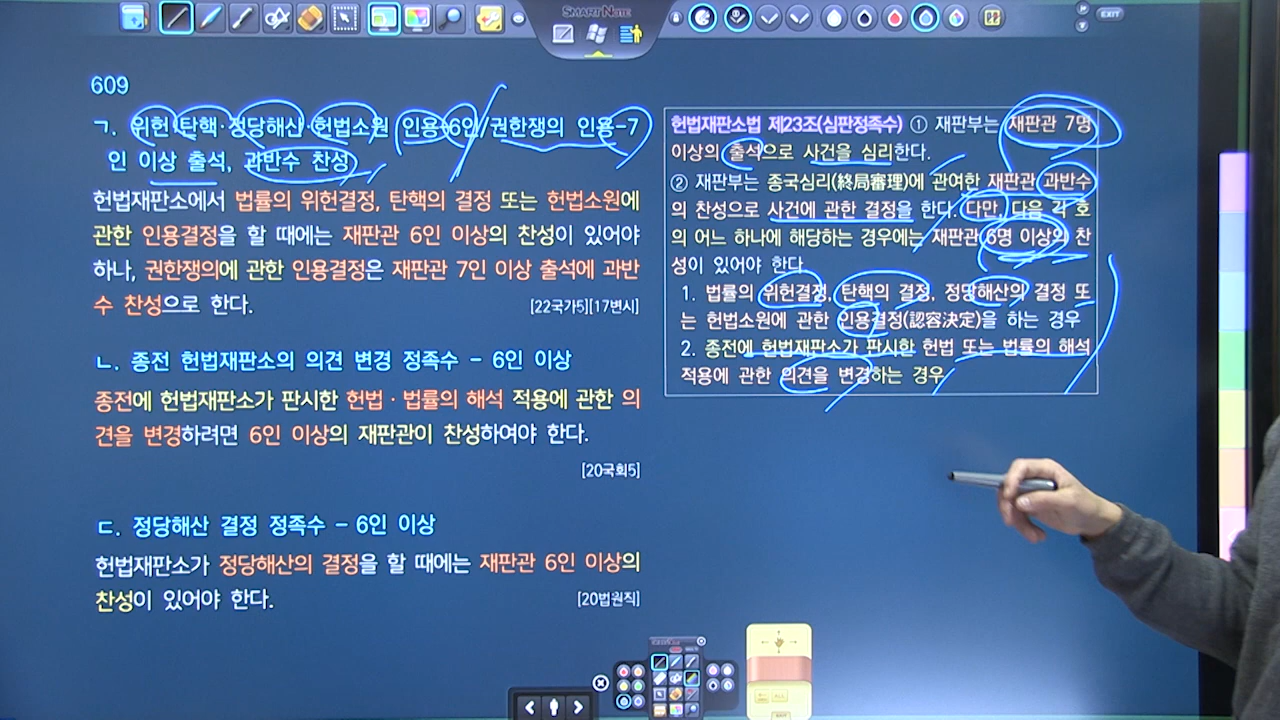 SMART NOTE
EXIT
609
ㄱ. 위헌·탄핵·정당해산·헌법소원 인용-6인/권한쟁의 인용-7
인 이상 출석, 과반수 찬성
헌법재판소에서 법률의 위헌결정, 탄핵의 결정 또는 헌법소원에
관한 인용결정을 할 때에는 재판관 6인 이상의 찬성이 있어야
하나, 권한쟁의에 관한 인용결정은 재판관 7인 이상 출석에 과반
수 찬성으로 한다.
[22국가5][17변시]
ㄴ. 종전 헌법재판소의 의견 변경 정족수 – 6인 이상
종전에 헌법재판소가 판시한 헌법·법률의 해석 적용에 관한 의
견을 변경하려면 6인 이상의 재판관이 찬성하여야 한다.
[20국회5]
ㄷ. 정당해산 결정 정족수 – 6인 이상
헌법재판소가 정당해산의 결정을 할 때에는 재판관 6인 이상의
찬성이 있어야 한다.
[20법원직]
헌법재판소법 제23조(심판정족수) ① 재판부는 재판관 7명
이상의 출석으로 사건을 심리한다.
② 재판부는 종국심리(終局審理)에 관여한 재판관 과반수
의 찬성으로 사건에 관한 결정을 한다. 다만, 다음 각 호
의 어느 하나에 해당하는 경우에는 재판관 6명 이상의 찬
성이 있어야 한다.
1. 법률의 위헌결정, 탄핵의 결정, 정당해산의 결정 또
는 헌법소원에 관한 인용결정(認容決定)을 하는 경우
2. 종전에 헌법재판소가 판시한 헌법 또는 법률의 해석
적용에 관한 의견을 변경하는 경우